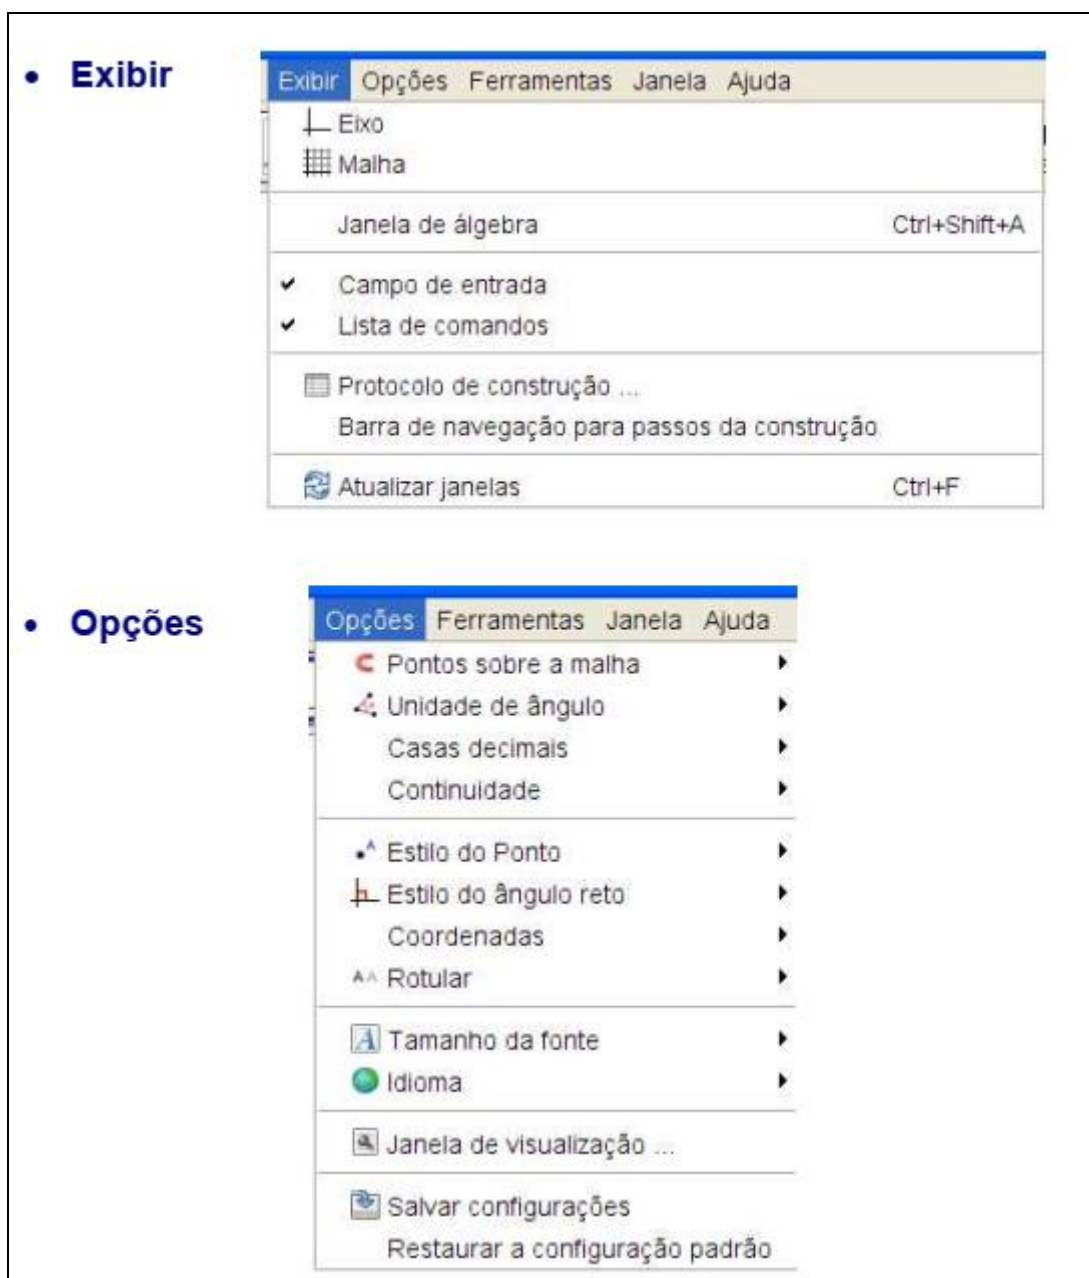 • Exibir
Exibir Opções Ferramentas Janela Ajuda
Eixo
Malha
Janela de álgebra Ctrl+Shift+A
Campo de entrada
Lista de comandos
Protocolo de construção ...
Barra de navegação para passos da construção
Atualizar janelas Ctrl+F
• Opções
Opções Ferramentas Janela Ajuda
Pontos sobre a malha
Unidade de ângulo
Casas decimais
Continuidade
Estilo do Ponto
Estilo do ângulo reto
Coordenadas
Rotular
Tamanho da fonte
Idioma
Janela de visualização ...
Salvar configurações
Restaurar a configuração padrão